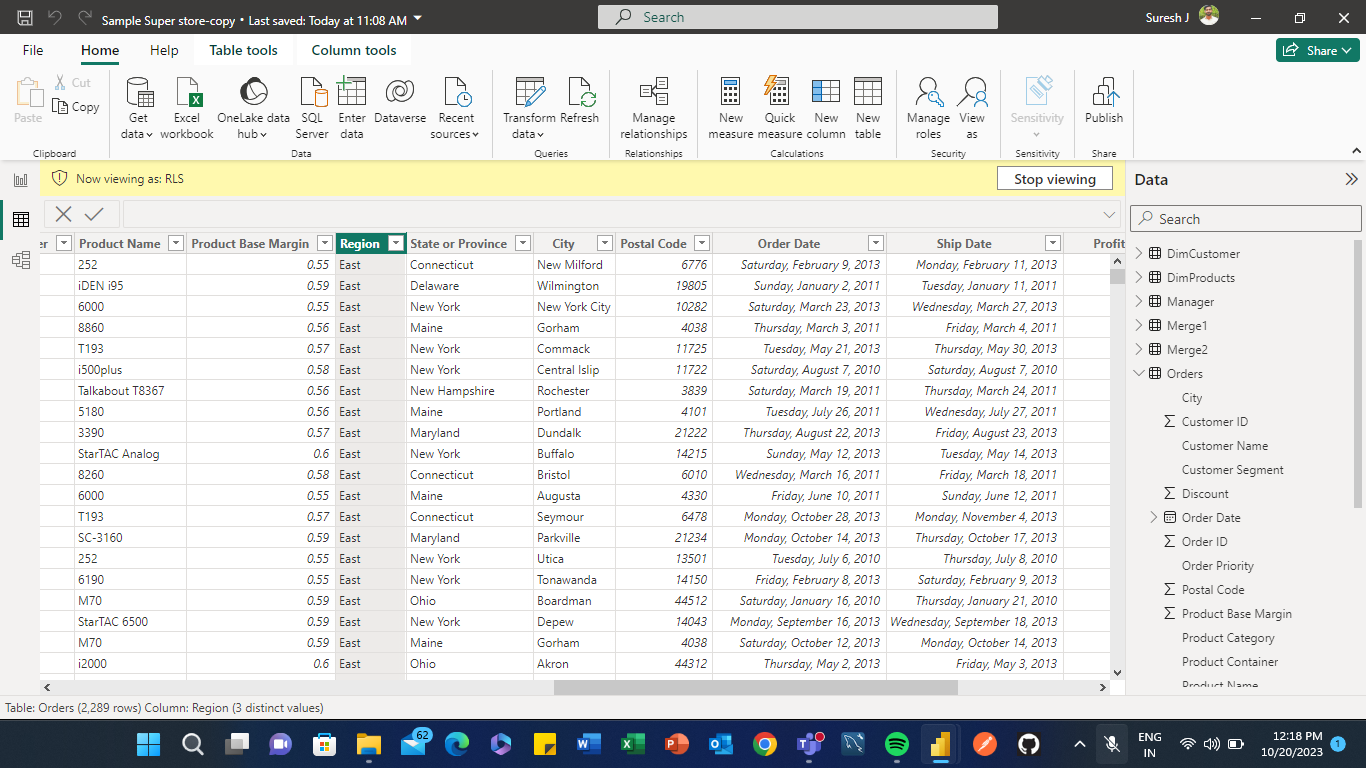 Sample Super store-copy • Last saved: Today at 11:08 AM
Search
Suresh J
File
Home
Help
Table tools
Column tools
Share
Paste
Cut
Copy
Get data
Excel workbook
OneLake data hub
SQL Server
Enter data
Dataverse
Recent sources
Transform data
Refresh
Manage relationships
New measure
Quick measure
New column
New table
Manage roles
View as
Sensitivity
Publish
Clipboard
Data
Queries
Relationships
Calculations
Security
Sensitivity
Share
Now viewing as: RLS
Stop viewing
er Product Name Product Base Margin Region State or Province City Postal Code Order Date Ship Date Profit
252 0.55 East Connecticut New Milford 6776 Saturday, February 9, 2013 Monday, February 11, 2013
iDEN i95 0.59 East Delaware Wilmington 19805 Sunday, January 2, 2011 Tuesday, January 11, 2011
6000 0.55 East New York New York City 10282 Saturday, March 23, 2013 Wednesday, March 27, 2013
8860 0.56 East Maine Gorham 4038 Thursday, March 3, 2011 Friday, March 4, 2011
T193 0.57 East New York Commack 11725 Tuesday, May 21, 2013 Thursday, May 30, 2013
i500plus 0.58 East New York Central Islip 11722 Saturday, August 7, 2010 Saturday, August 7, 2010
Talkabout T8367 0.56 East New Hampshire Rochester 3839 Saturday, March 19, 2011 Thursday, March 24, 2011
5180 0.56 East Maine Portland 4101 Tuesday, July 26, 2011 Wednesday, July 27, 2011
3390 0.57 East Maryland Dundalk 21222 Thursday, August 22, 2013 Friday, August 23, 2013
StarTAC Analog 0.6 East New York Buffalo 14215 Sunday, May 12, 2013 Tuesday, May 14, 2013
8260 0.58 East Connecticut Bristol 6010 Wednesday, March 16, 2011 Friday, March 18, 2011
6000 0.55 East Maine Augusta 4330 Friday, June 10, 2011 Sunday, June 12, 2011
T193 0.57 East Connecticut Seymour 6478 Monday, October 28, 2013 Monday, November 4, 2013
SC-3160 0.59 East Maryland Parkville 21234 Monday, October 14, 2013 Thursday, October 17, 2013
252 0.55 East New York Utica 13501 Tuesday, July 6, 2010 Thursday, July 8, 2010
6190 0.55 East New York Tonawanda 14150 Friday, February 8, 2013 Saturday, February 9, 2013
M70 0.59 East Ohio Boardman 44512 Saturday, January 16, 2010 Thursday, January 21, 2010
StarTAC 6500 0.59 East New York Depew 14043 Monday, September 16, 2013 Wednesday, September 18, 2013
M70 0.59 East Maine Gorham 4038 Saturday, October 12, 2013 Monday, October 14, 2013
i2000 0.6 East Ohio Akron 44312 Thursday, May 2, 2013 Friday, May 3, 2013
Data
Search
DimCustomer
DimProducts
Manager
Merge1
Merge2
Orders
City
Customer ID
Customer Name
Customer Segment
Discount
Order Date
Order ID
Order Priority
Postal Code
Product Base Margin
Product Category
Product Container
Product Name
Table: Orders (2,289 rows) Column: Region (3 distinct values)
62
ENG
IN
12:18 PM
10/20/2023
1